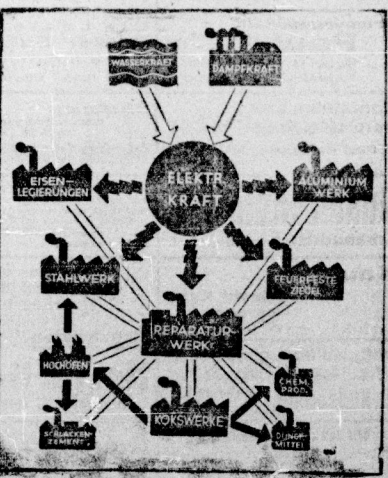 WASSERKRAFT
DAMPFKRAFT
ELEKTR.
KRAFT
EISEN-
LEGIERUNGEN
ALUMINIUM
WERK
STAHLWERK
FEUERFESTE
ZIEGEL
REPARATUR-
WERK
HOCHÖFEN
CHEM.
PROD.
SCHLACKEN-
ZEMENT
KOKSWERKE
DÜNGE-
MITTEL